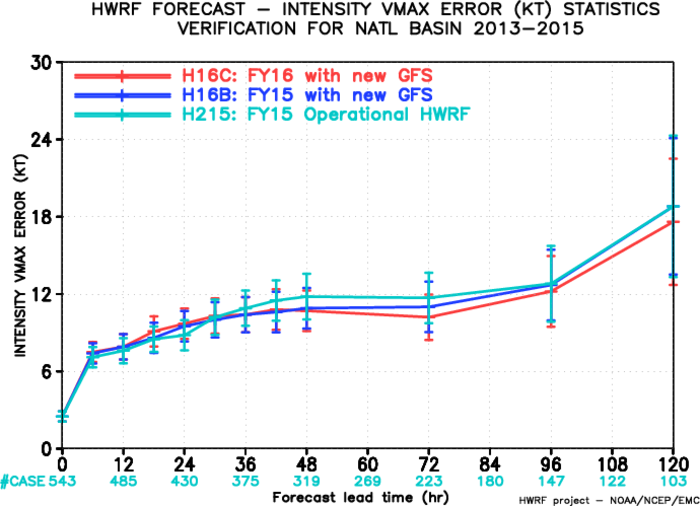 HWRF FORECAST – INTENSITY VMAX ERROR (KT) STATISTICS
VERIFICATION FOR NATL BASIN 2013–2015
H16C: FY16 with new GFS
H16B: FY15 with new GFS
H215: FY15 Operational HWRF
INTENSITY VMAX ERROR (KT)
30
24
18
12
6
0
0 12 24 36 48 60 72 84 96 108 120
#CASE 543 485 430 375 319 269 223 180 147 122 103
Forecast lead time (hr)
HWRF project – NOAA/NCEP/EMC